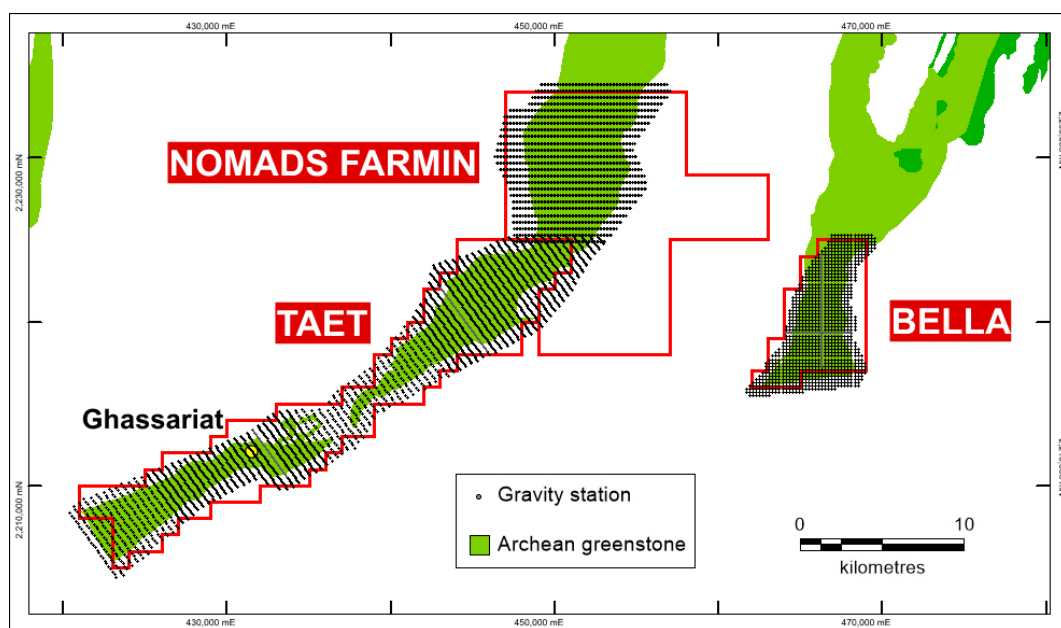 430,000 mE
450,000 mE
470,000 mE
2,230,000 mN
NOMADS FARMIN
TAET
BELLA
Ghassariat
2,210,000 mN
Gravity station
Archean greenstone
0 10
kilometres
430,000 mE
450,000 mE
470,000 mE